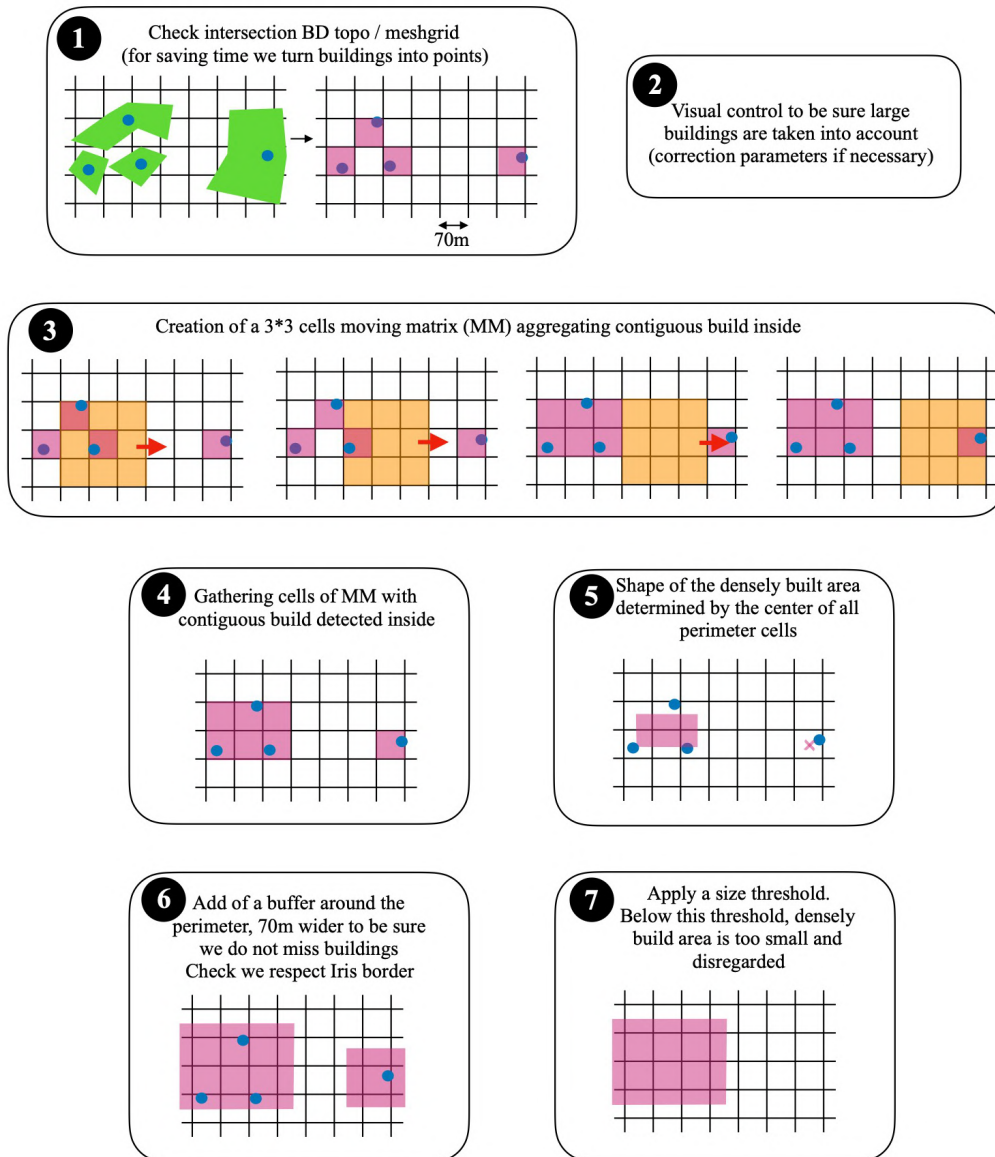 1
Check intersection BD topo / meshgrid
(for saving time we turn buildings into points)
70m
2
Visual control to be sure large
buildings are taken into account
(correction parameters if necessary)
3
Creation of a 3*3 cells moving matrix (MM) aggregating contiguous build inside
4
Gathering cells of MM with
contiguous build detected inside
5
Shape of the densely built area
determined by the center of all
perimeter cells
6
Add of a buffer around the
perimeter, 70m wider to be sure
we do not miss buildings
Check we respect Iris border
7
Apply a size threshold.
Below this threshold, densely
build area is too small and
disregarded